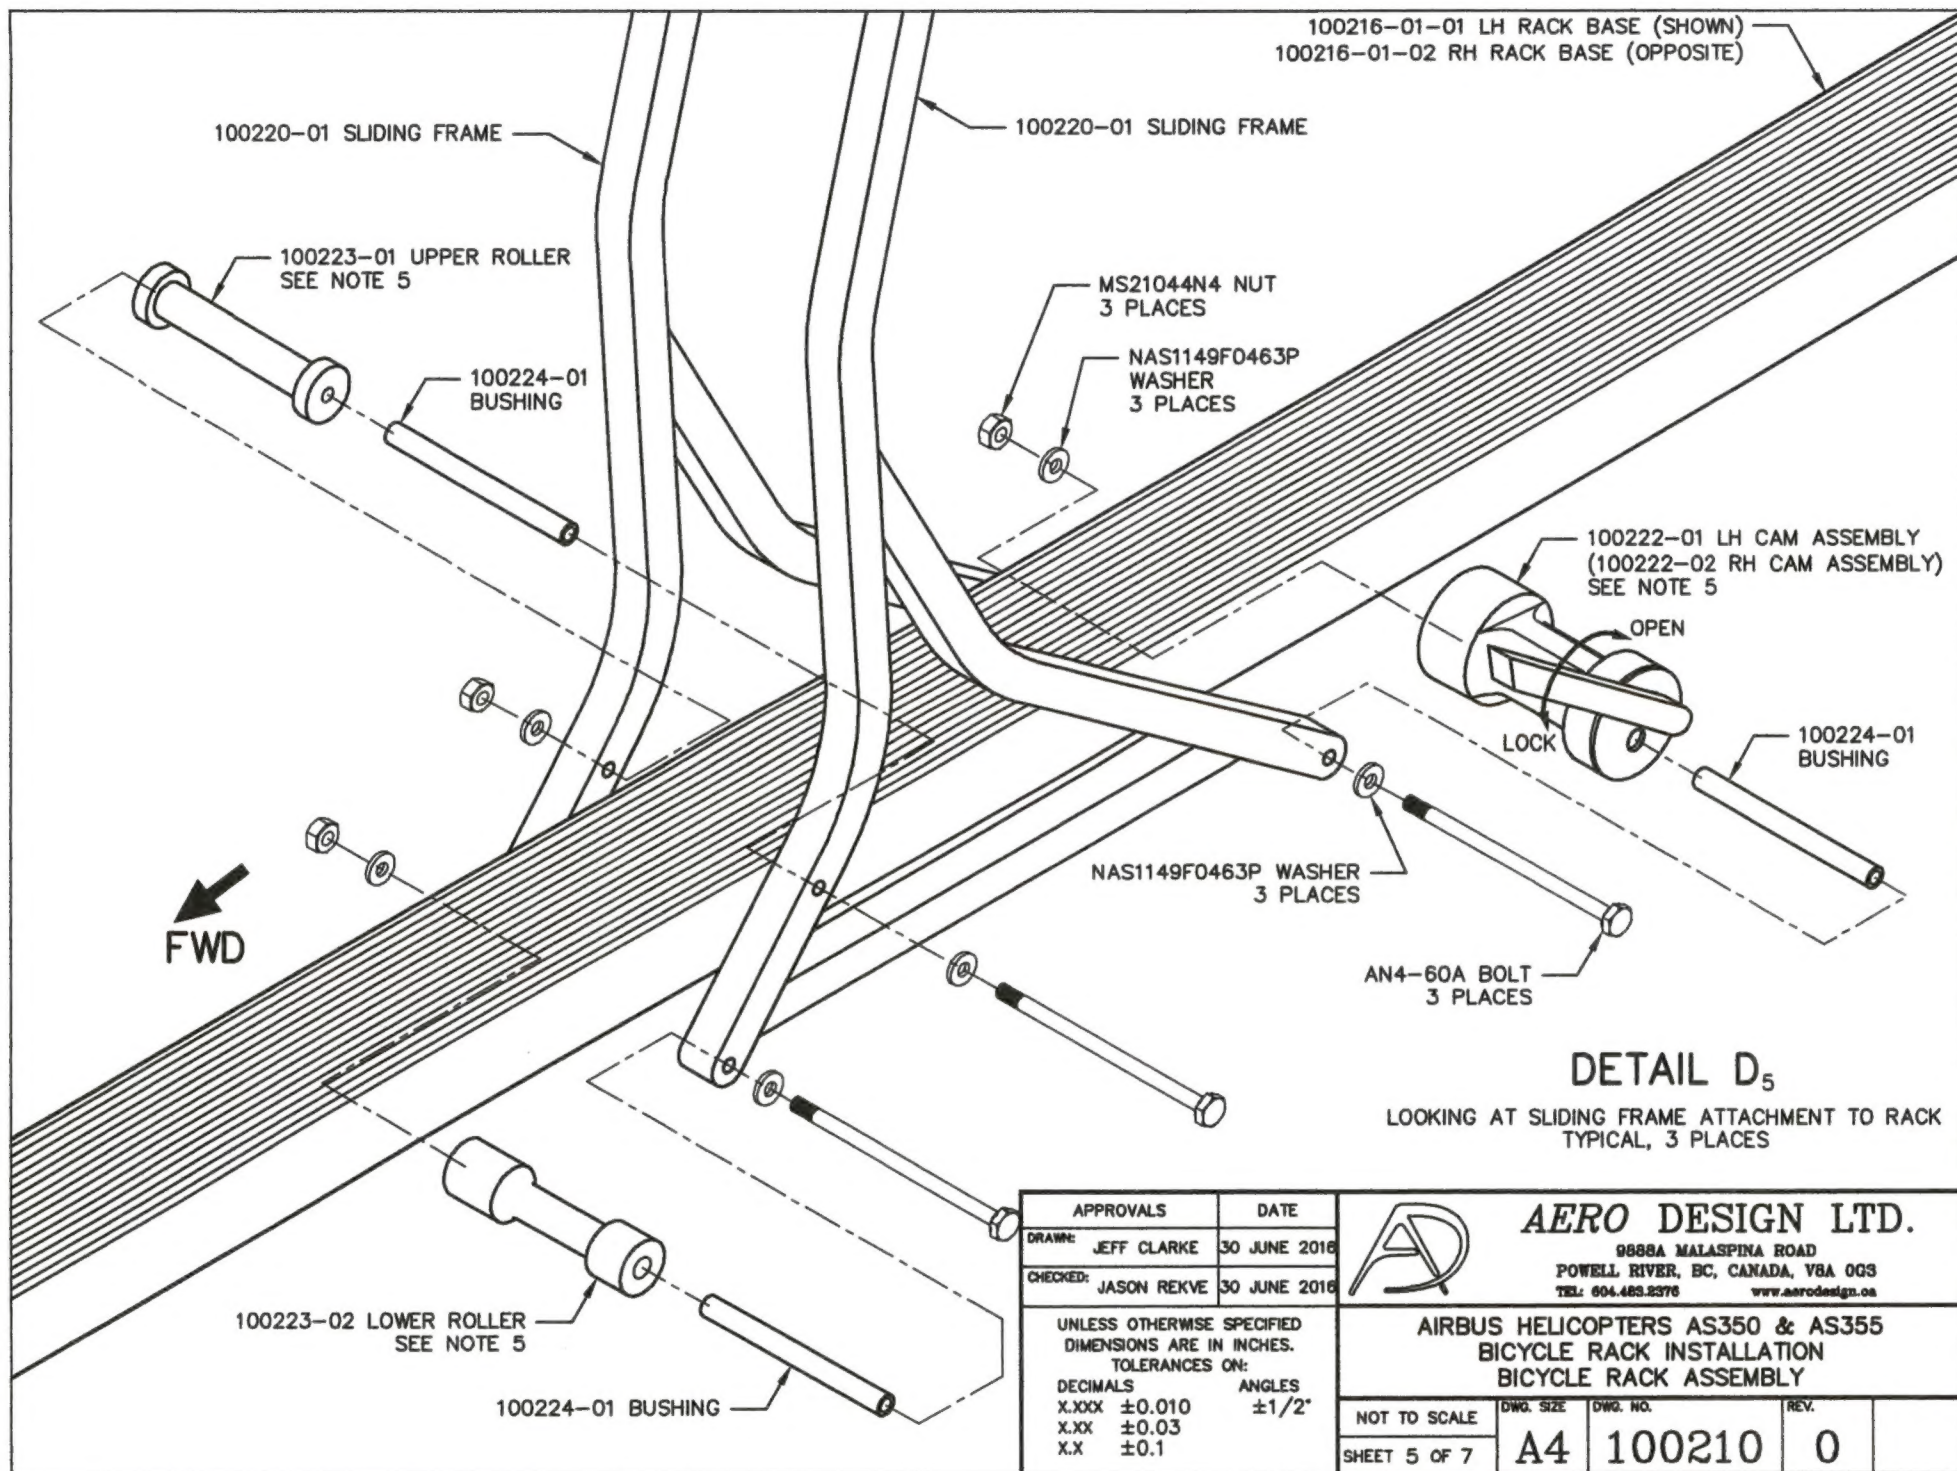 100216-01-01 LH RACK BASE (SHOWN)
100216-01-02 RH RACK BASE (OPPOSITE)
100220-01 SLIDING FRAME
100220-01 SLIDING FRAME
100223-01 UPPER ROLLER
SEE NOTE 5
MS21044N4 NUT
3 PLACES
NAS1149F0463P
WASHER
3 PLACES
100224-01
BUSHING
100222-01 LH CAM ASSEMBLY
(100222-02 RH CAM ASSEMBLY)
SEE NOTE 5
OPEN
LOCK
100224-01
BUSHING
NAS1149F0463P WASHER
3 PLACES
FWD
AN4-60A BOLT
3 PLACES
DETAIL D5
LOOKING AT SLIDING FRAME ATTACHMENT TO RACK
TYPICAL, 3 PLACES
100223-02 LOWER ROLLER
SEE NOTE 5
100224-01 BUSHING
APPROVALS DATE
DRAWN: JEFF CLARKE 30 JUNE 2016
CHECKED: JASON REKVE 30 JUNE 2016
UNLESS OTHERWISE SPECIFIED
DIMENSIONS ARE IN INCHES.
TOLERANCES ON:
DECIMALS ANGLES
X.XXX ±0.010 ±1/2°
X.XX ±0.03
X.X ±0.1
AERO DESIGN LTD.
9888A MALASPINA ROAD
POWELL RIVER, BC, CANADA, V8A 0G3
TEL: 604.483.2376 www.aerodesign.ca
AIRBUS HELICOPTERS AS350 & AS355
BICYCLE RACK INSTALLATION
BICYCLE RACK ASSEMBLY
NOT TO SCALE
SHEET 5 OF 7
DWG. SIZE
A4
DWG. NO.
100210
REV.
0